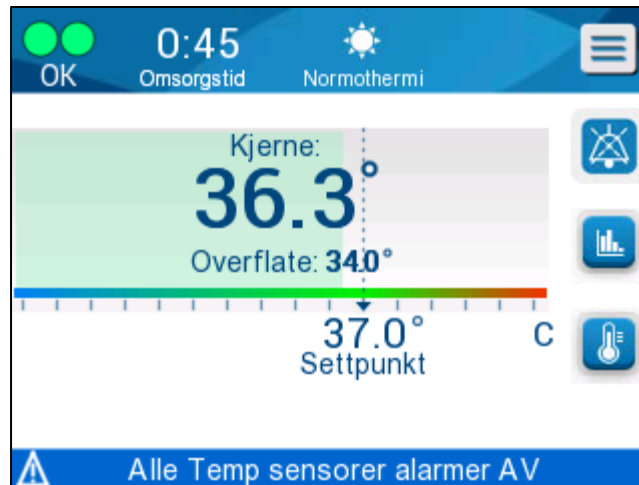 0:45
OK
Omsorgstid
Normothermi
Kjerne:
36.3°
Overflate: 34.0°
37.0°
C
Settpunkt
Alle Temp sensorer alarmer AV